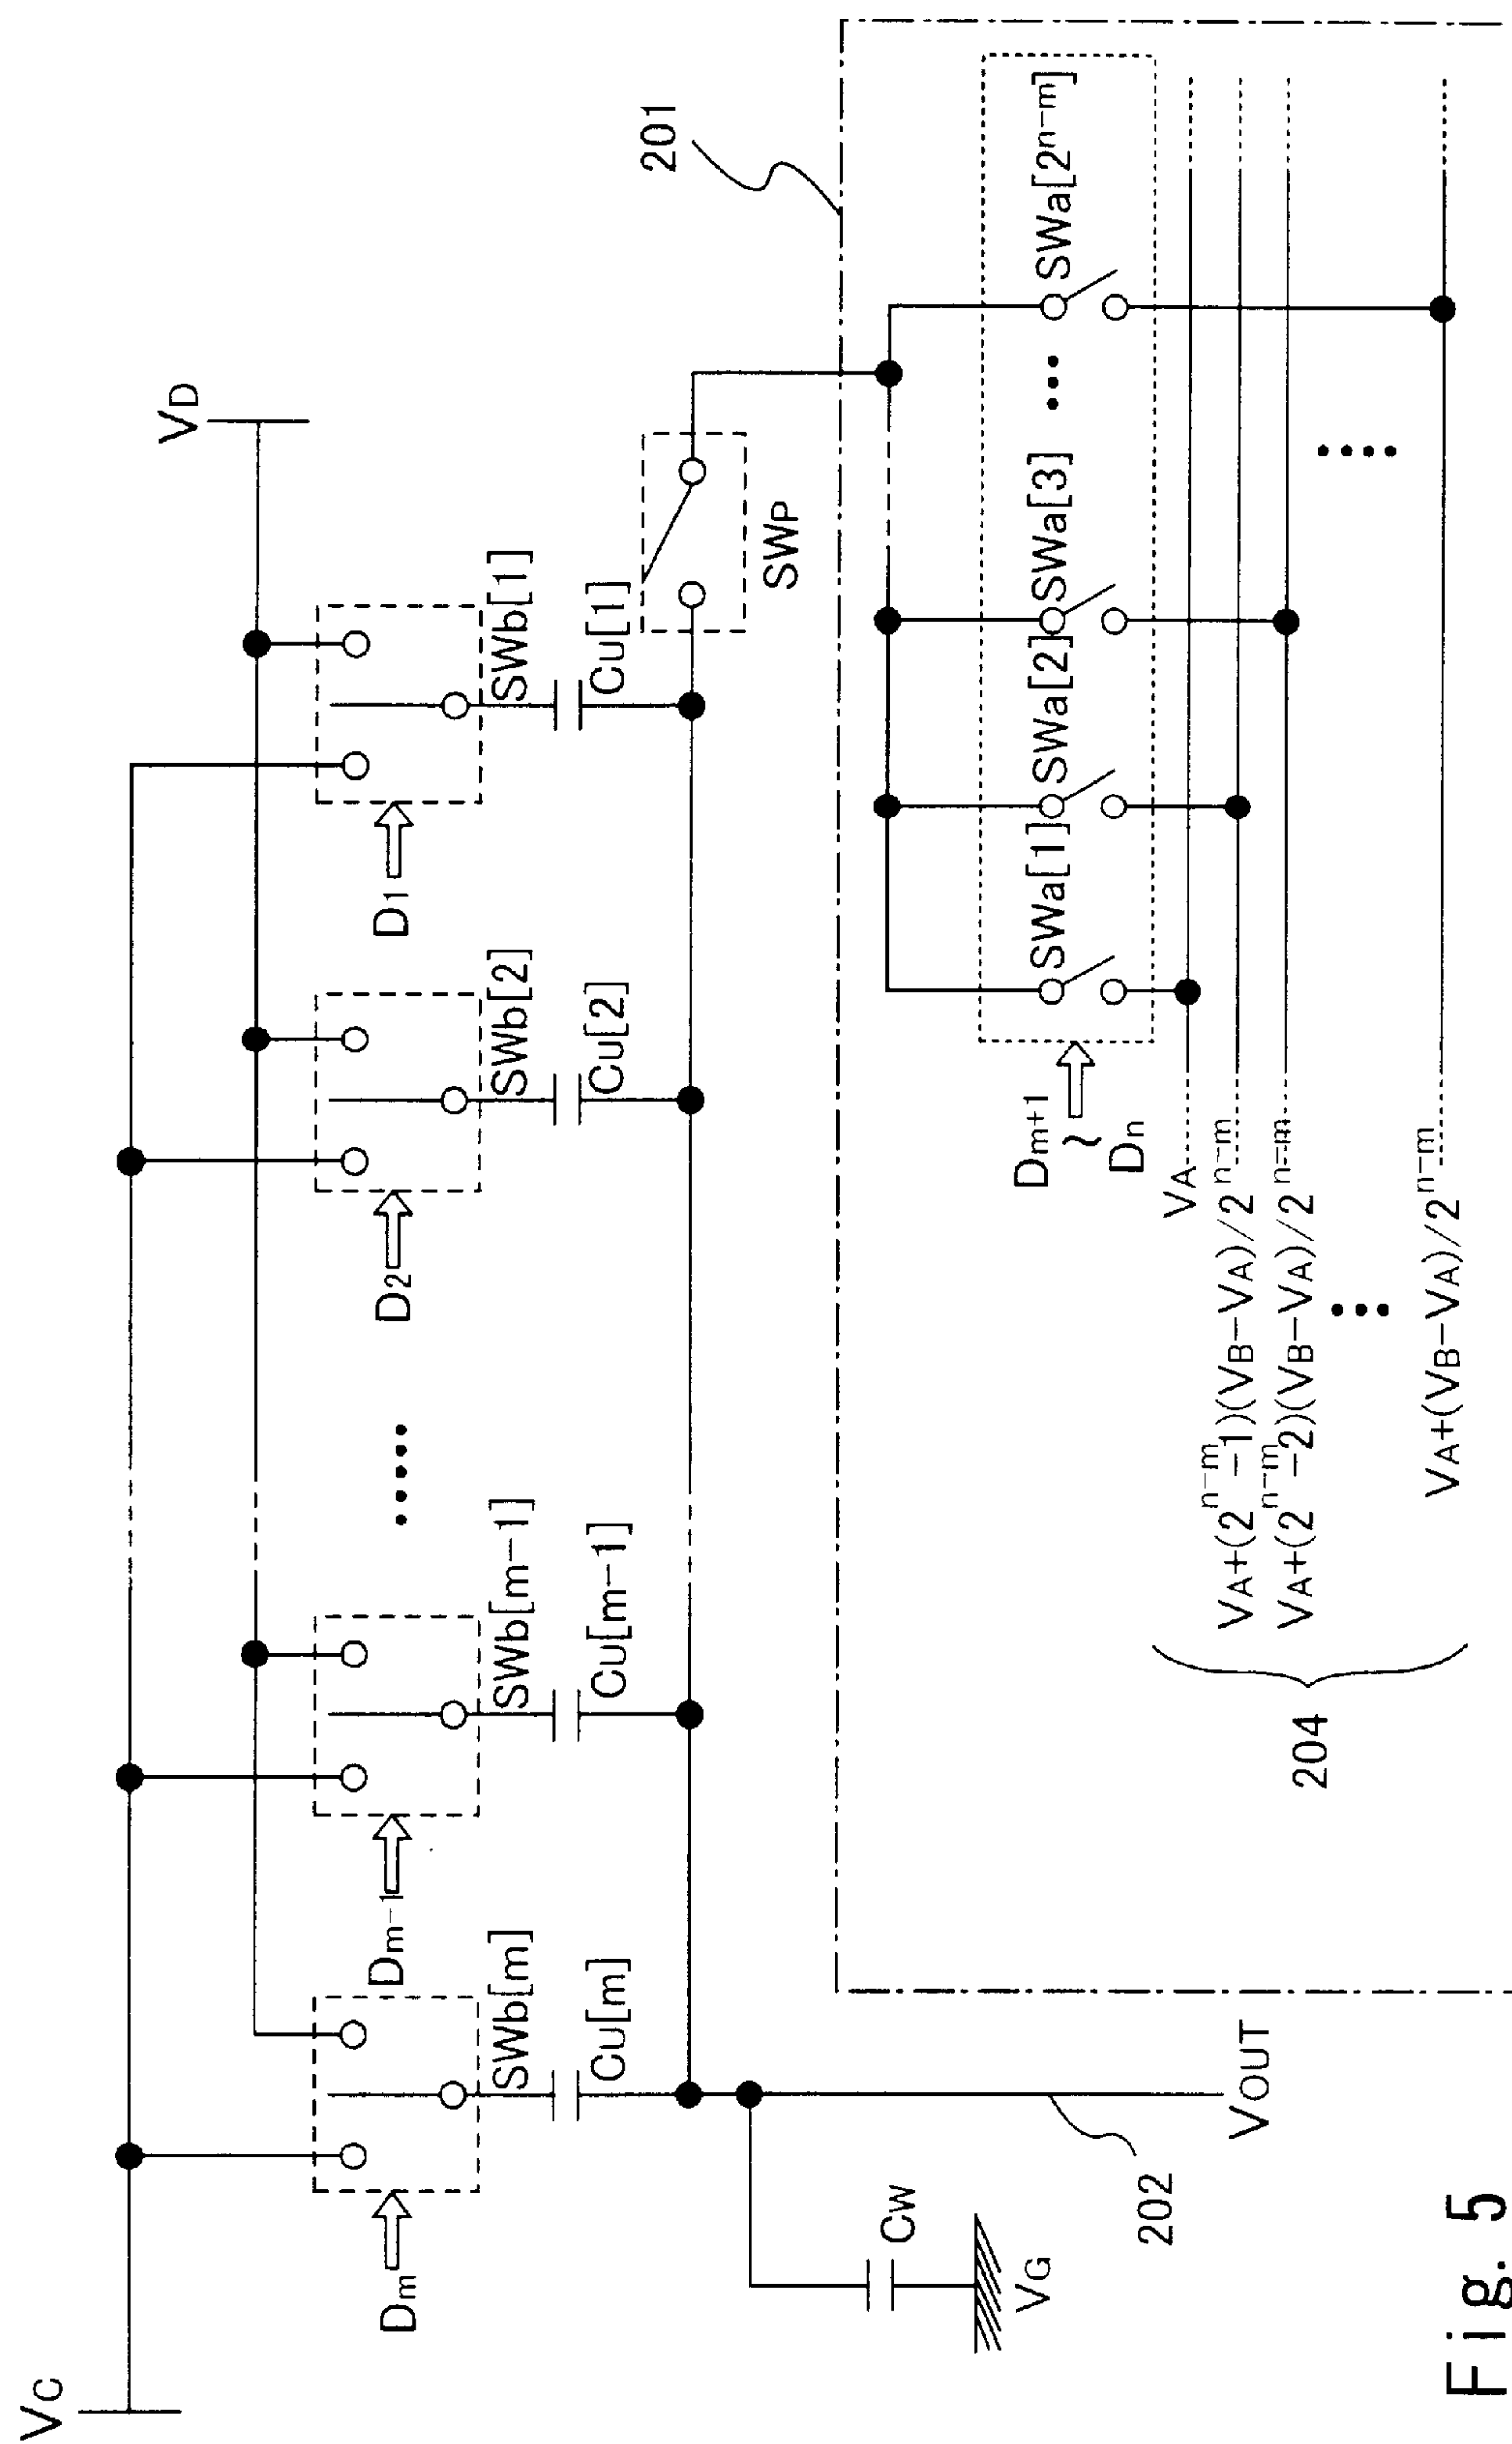 VC
VD
Dm
Dm-1
D2
D1
SWb[m]
SWb[m-1]
SWb[2]
SWb[1]
CU[m]
CU[m-1]
CU[2]
CU[1]
SWP
201
CW
VG
202
VOUT
Dm+1
~
Dn
SWa[1]
SWa[2]
SWa[3]
SWa[2n-m]
VA
VA+(2n-m-1)(VB-VA)/2n-m
VA+(2n-m-2)(VB-VA)/2n-m
VA+(VB-VA)/2n-m
204
Fig. 5